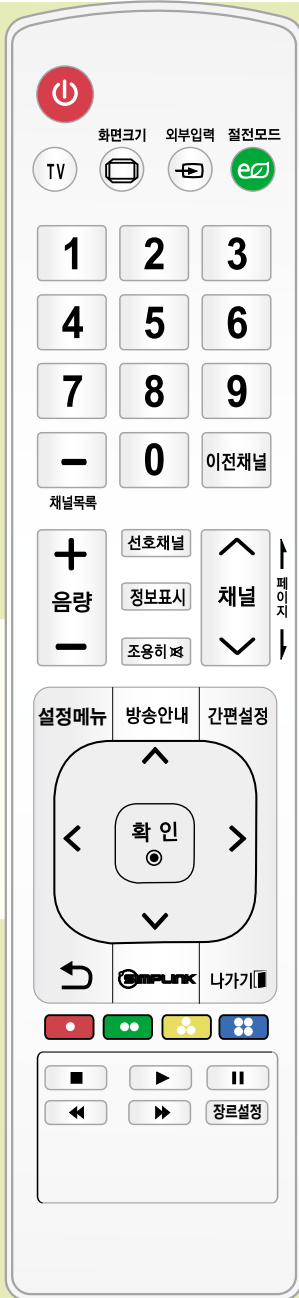 화면크기 외부입력 절전모드
TV e
1 2 3
4 5 6
7 8 9
- 0 이전채널
채널목록
+ 선호채널
음량 정보표시 채널 페이지
- 조용히
설정메뉴 방송안내 간편설정
확인
SIMPLINK 나가기
장르설정